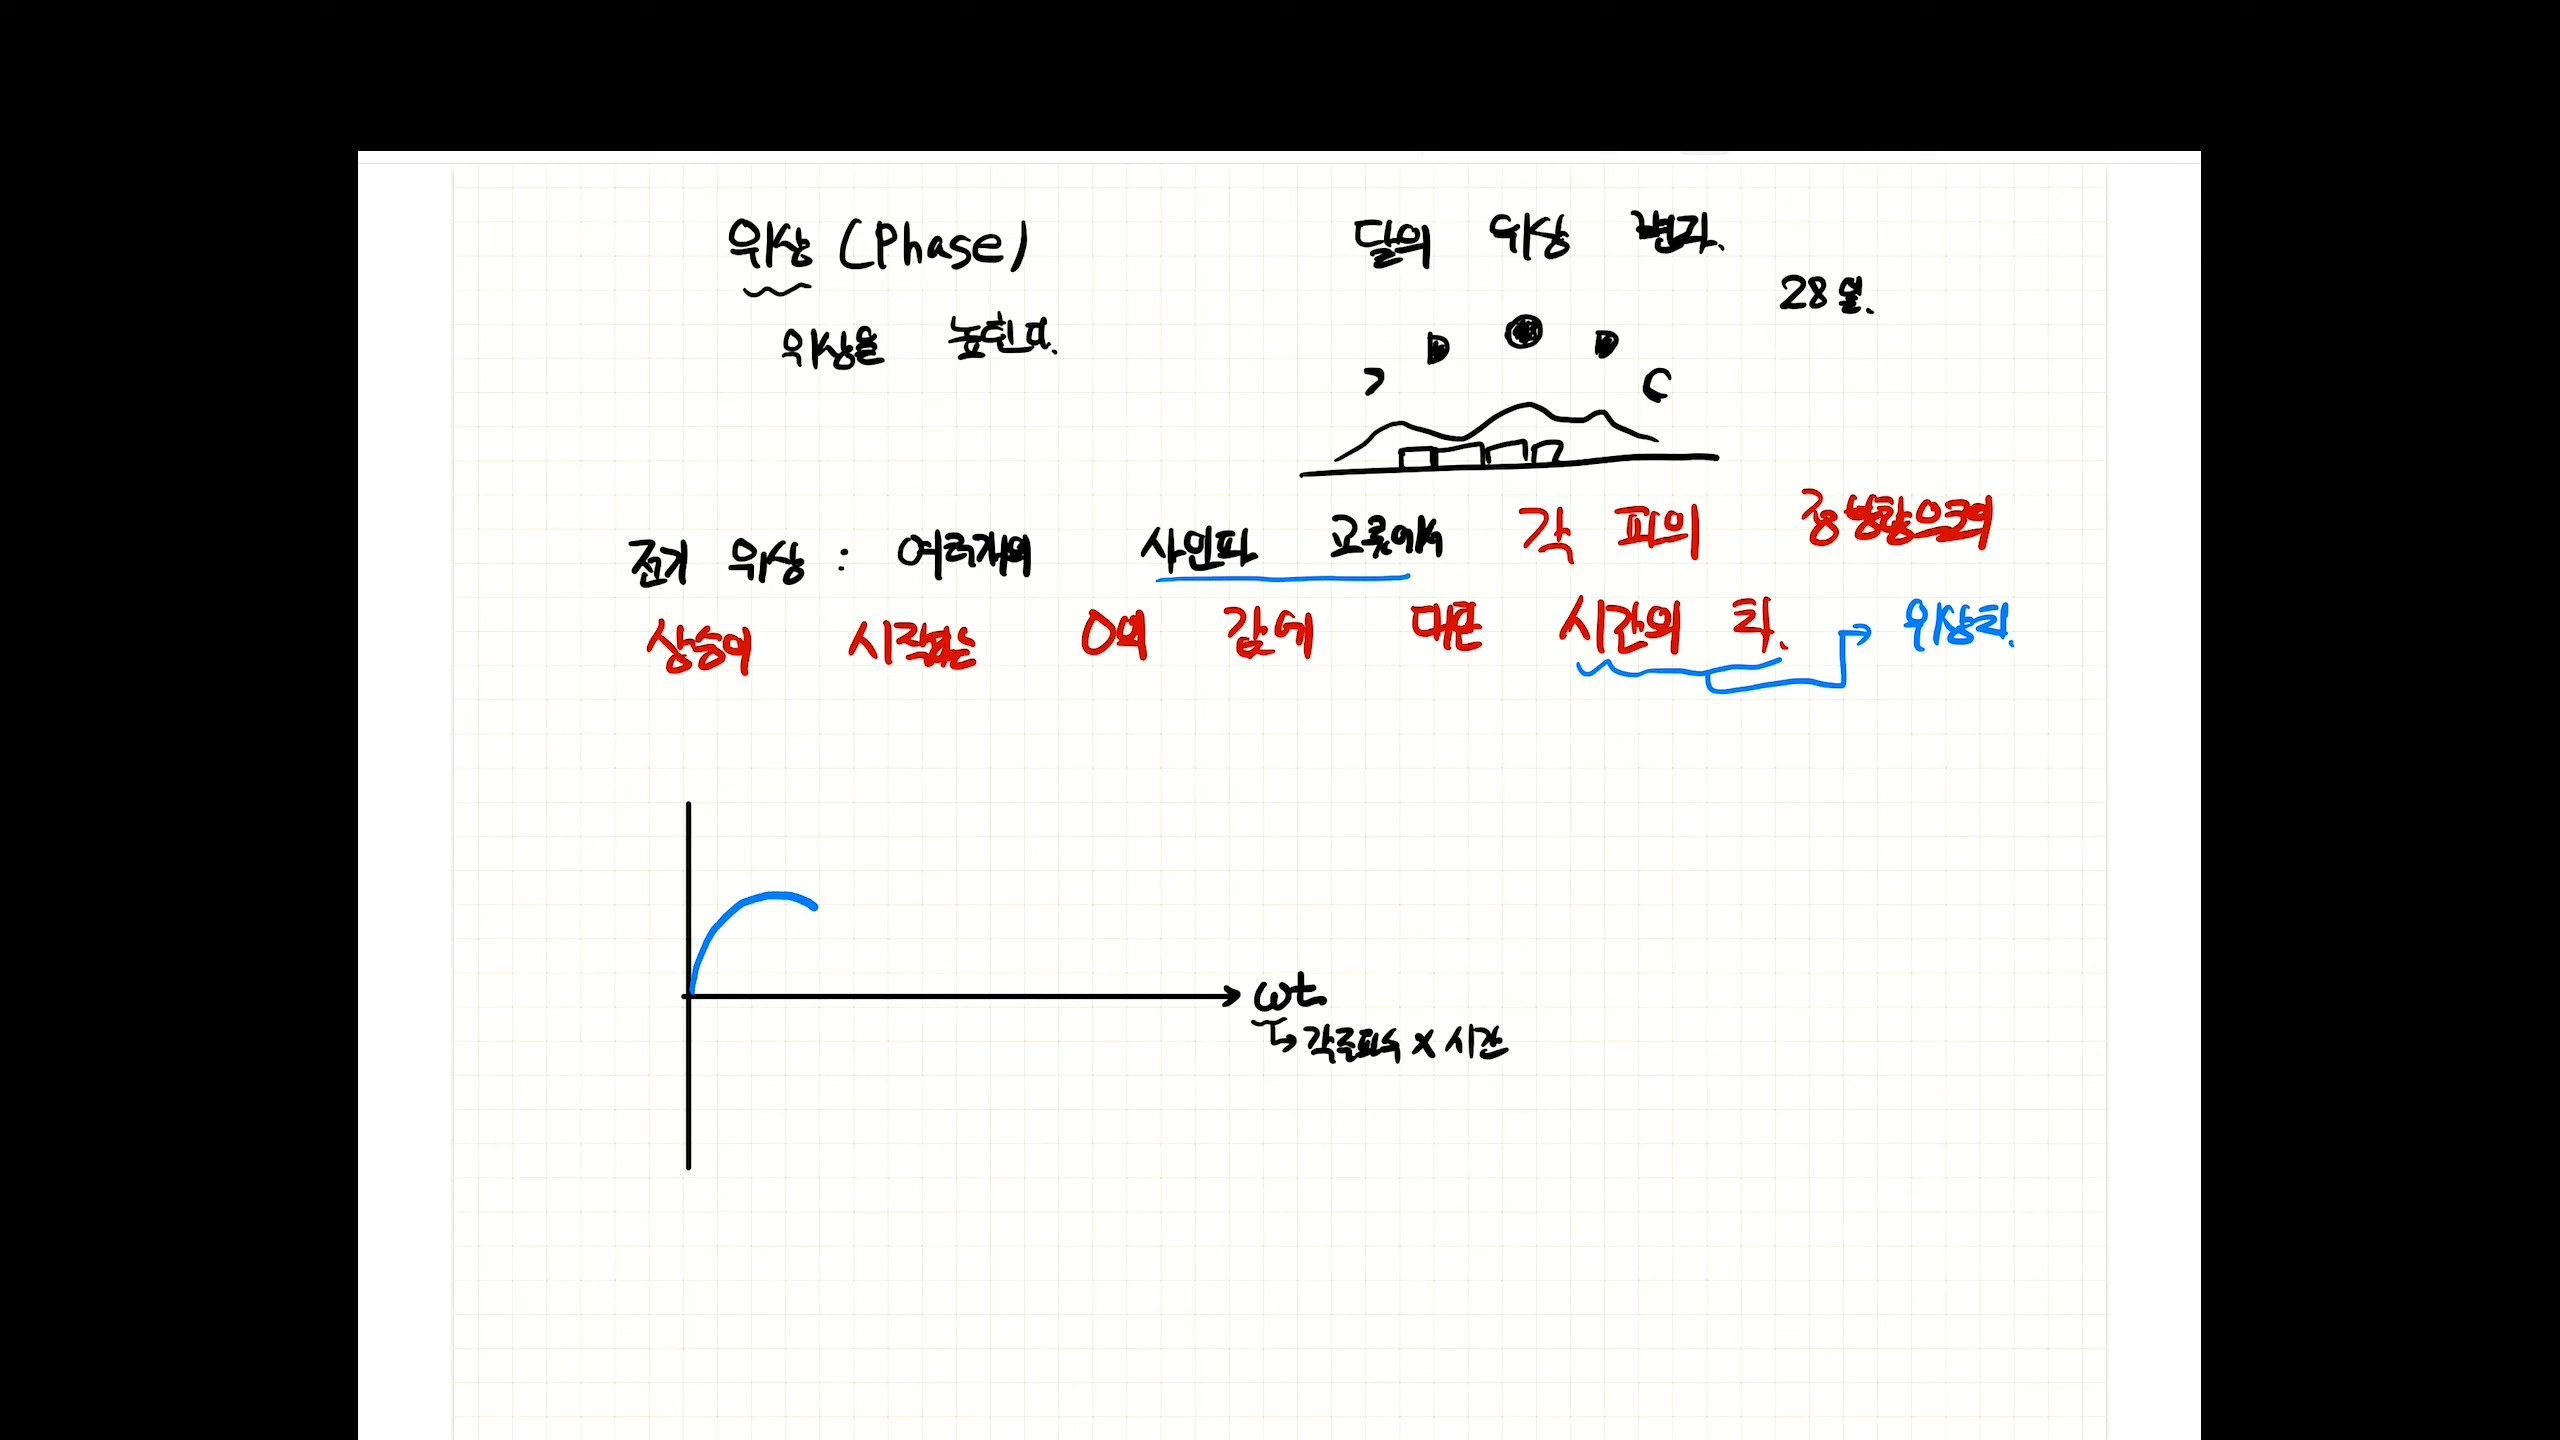 위상 (Phase)
위상을 높힌다.
달의 위상 변화.
28일.
전기 위상 : 여러개의 사인파 교류에서 각 파의 정방향으로의
상승이 시작되는 0의 값에 대한 시간의 차. → 위상차.
ωt
각주파수 x 시간